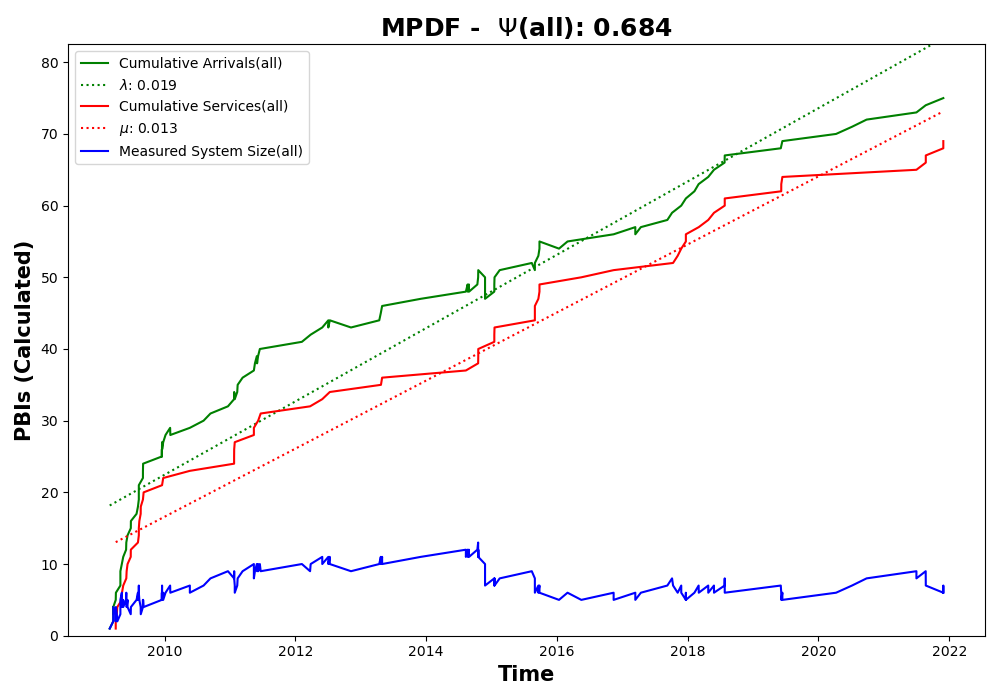 MPDF - Ψ(all): 0.684
Cumulative Arrivals(all)
λ: 0.019
Cumulative Services(all)
μ: 0.013
Measured System Size(all)
PBIs (Calculated)
80
70
60
50
40
30
20
10
0
2010 2012 2014 2016 2018 2020 2022
Time